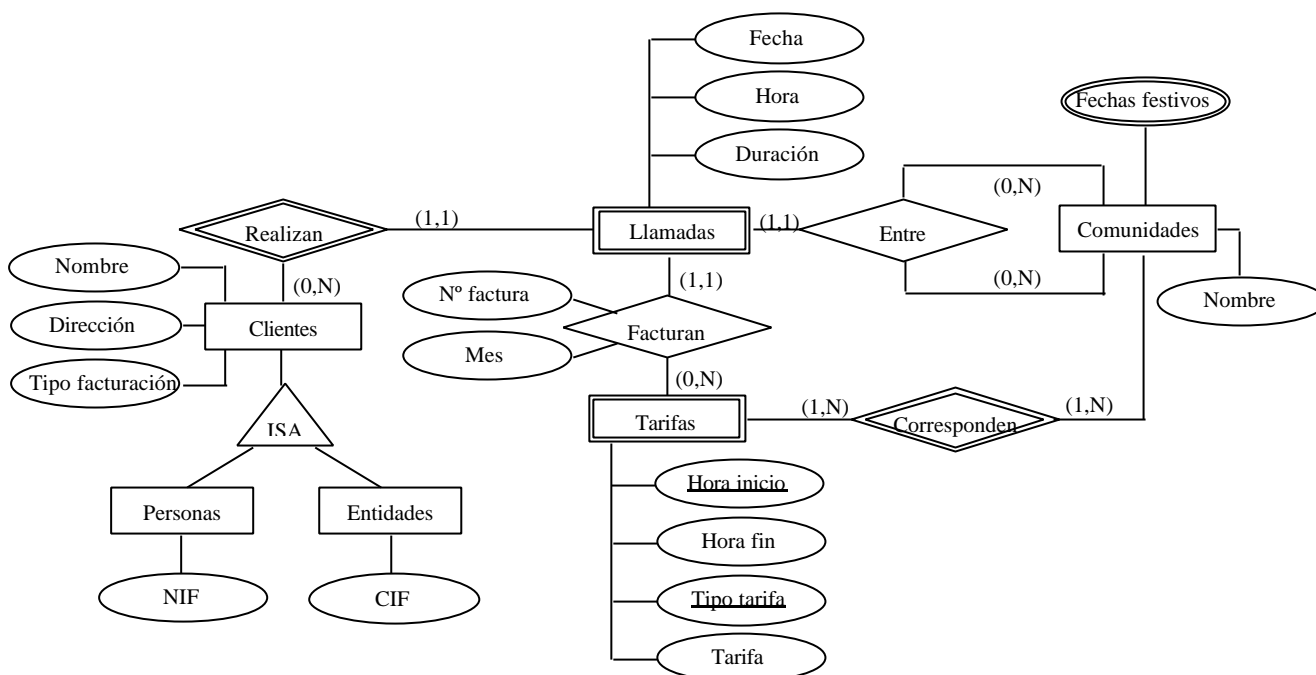 Fecha
Hora
Fechas festivos
Duración
(0,N)
Realizan
(1,1)
Llamadas
(1,1)
Entre
Comunidades
Nombre
(0,N)
(1,1)
(0,N)
Nº factura
Nombre
Dirección
Clientes
Facturan
Mes
Tipo facturación
(0,N)
ISA
Tarifas
(1,N)
Corresponden
(1,N)
Hora inicio
Personas
Entidades
Hora fin
NIF
CIF
Tipo tarifa
Tarifa